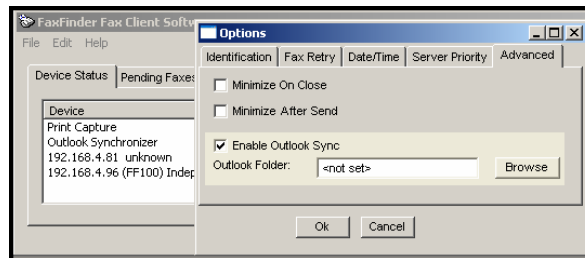 FaxFinder Fax Client Softw
File Edit Help
Device Status Pending Faxes
Device
Print Capture
Outlook Synchronizer
192.168.4.81 unknown
192.168.4.96 (FF100) Indep
Options
Identification Fax Retry Date/Time Server Priority Advanced
Minimize On Close
Minimize After Send
Enable Outlook Sync
Outlook Folder: <not set> Browse
Ok Cancel